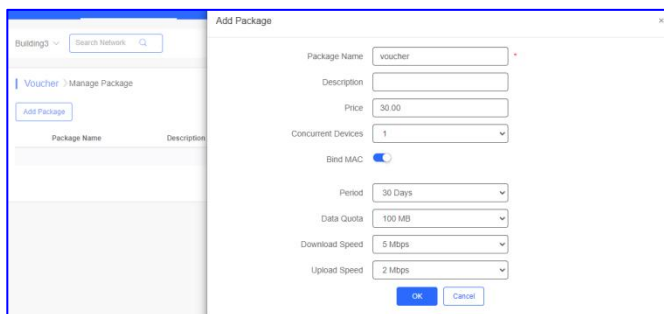 Building3
Search Network
Voucher > Manage Package
Add Package
Package Name
Description
Add Package
×
Package Name
voucher
*
Description
Price
30.00
Concurrent Devices
1
Bind MAC
Period
30 Days
Data Quota
100 MB
Download Speed
5 Mbps
Upload Speed
2 Mbps
OK
Cancel